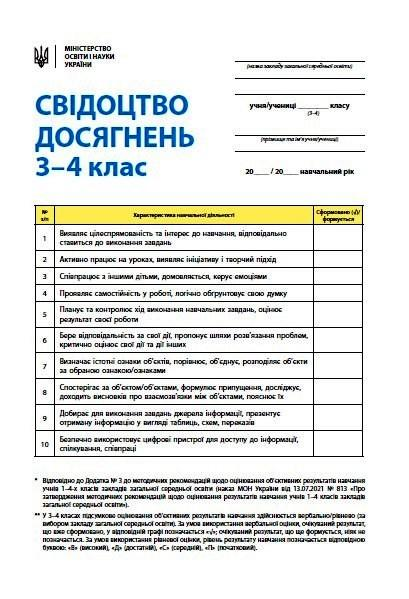 МІНІСТЕРСТВО
ОСВІТИ І НАУКИ
УКРАЇНИ
(назва закладу загальної середньої освіти)
СВІДОЦТВО
ДОСЯГНЕНЬ
3–4 клас
учня/учениці ________ класу
(3-4)
(прізвище та ім'я учня/учениці)
20____ / 20____ навчальний рік
№ з/п
Характеристика навчальної діяльності
Сформовано (√)/
формується
1 Виявляє цілеспрямованість та інтерес до навчання, відповідально
ставиться до виконання завдань
2 Активно працює на уроках, виявляє ініціативу і творчий підхід
3 Співпрацює з іншими дітьми, домовляється, керує емоціями
4 Проявляє самостійність у роботі, логічно обґрунтовує свою думку
5 Планує та контролює хід виконання навчальних завдань, оцінює
результат своєї роботи
6 Бере відповідальність за свої дії, пропонує шляхи розв'язання проблем,
критично оцінює свої дії та дії інших
7 Визначає істотні ознаки об'єктів, порівнює, об'єднує, розподіляє об'єкти
за обраною ознакою/ознаками
8 Спостерігає за об'єктом/об'єктами, формулює припущення, досліджує,
доходить висновків про взаємозв'язки між об'єктами, пояснює їх
9 Добирає для виконання завдань джерела інформації, презентує
отриману інформацію у вигляді таблиць, схем, переказів
10 Безпечно використовує цифрові пристрої для доступу до інформації,
спілкування, співпраці
* Відповідно до Додатка № 3 до методичних рекомендацій щодо оцінювання об'єктивних результатів навчання
учнів 1–4-х класів закладів загальної середньої освіти (наказ МОН України від 13.07.2021 № 813 «Про
затвердження методичних рекомендацій щодо оцінювання результатів навчання учнів 1–4 класів закладів
загальної середньої освіти»).
** У 3–4 класах підсумкове оцінювання об'єктивних результатів навчання здійснюється вербально/рівнево (за
вибором закладу загальної середньої освіти). За умов використання вербальної оцінки, очікуваний результат,
що вже сформовано, у відповідній графі позначається «√»; очікуваний результат, що ще формується, ніяк не
позначається. За умов використання рівневої оцінки, рівень результату навчання позначається відповідною
буквою: «В» (високий), «Д» (достатній), «С» (середній), «П» (початковий).